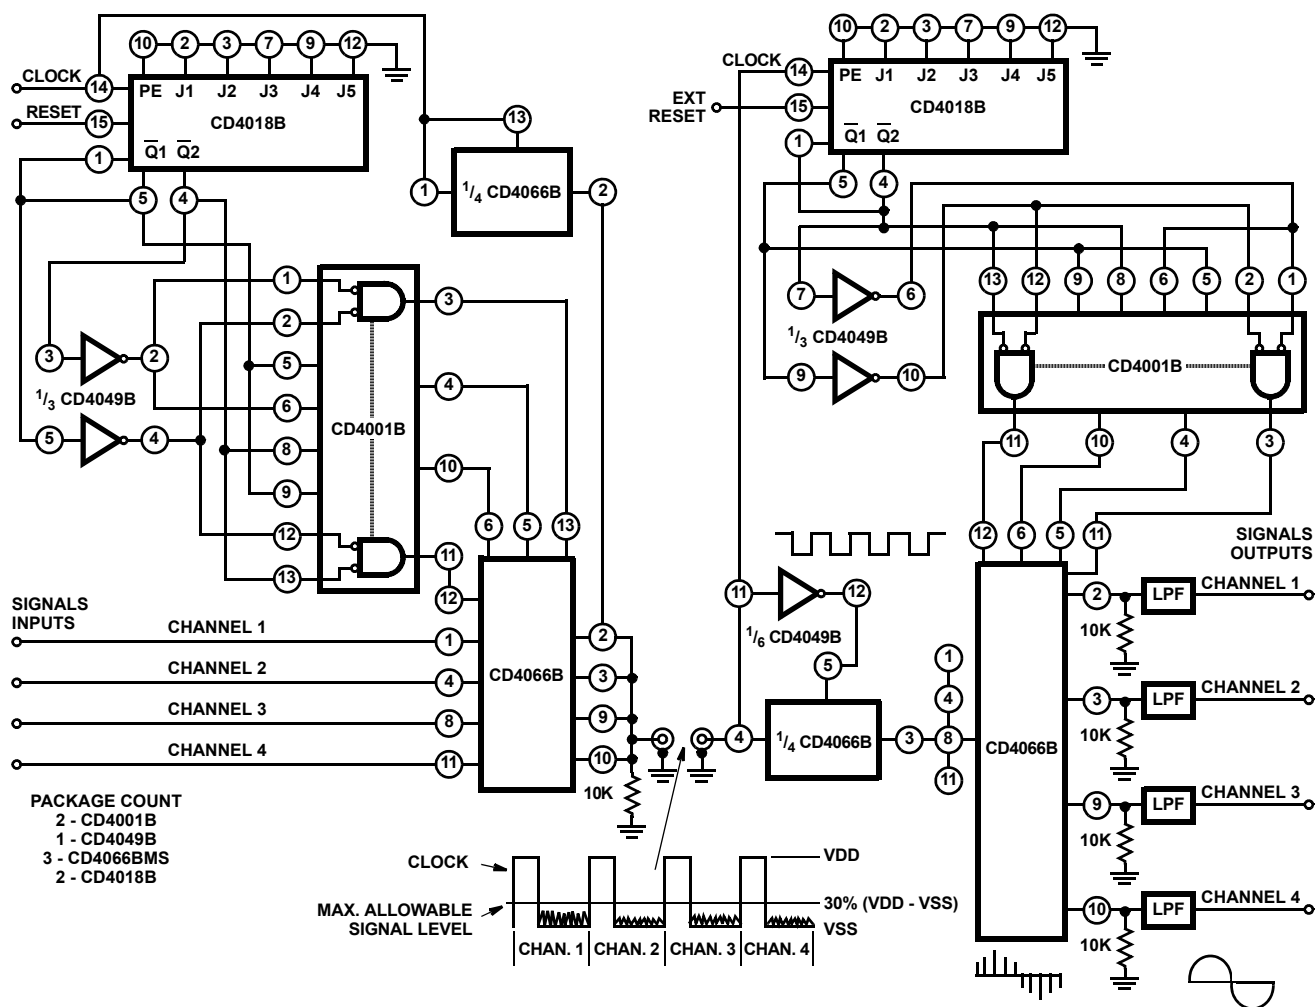 10 2 3 7 9 12
CLOCK 14 PE J1 J2 J3 J4 J5
RESET 15 CD4018B
1 Q̅1 Q̅2
5 4
13
1 1/4 CD4066B 2
1
2
3 2
1/3 CD4049B
5 4
5
6
8
9
12
13
CD4001B
3
4
10
11
6 5 13
12
SIGNALS
INPUTS
CHANNEL 1 1
CHANNEL 2 4
CHANNEL 3 8
CHANNEL 4 11
CD4066B
2
3
9
10
10K
PACKAGE COUNT
2 - CD4001B
1 - CD4049B
3 - CD4066BMS
2 - CD4018B
CLOCK
MAX. ALLOWABLE
SIGNAL LEVEL
VDD
30% (VDD - VSS)
VSS
CHAN. 1 CHAN. 2 CHAN. 3 CHAN. 4
10 2 3 7 9 12
CLOCK 14 PE J1 J2 J3 J4 J5
EXT
RESET 15 CD4018B
1 Q̅1 Q̅2
5 4
7 6
1/3 CD4049B
9 10
13 12 9 8 6 5 2 1
CD4001B
11 10 4 3
12 6 5 11
11 12
1/6 CD4049B
5
4 1/4 CD4066B 3
1
4
8
11
CD4066B
SIGNALS
OUTPUTS
2 LPF CHANNEL 1
10K
3 LPF CHANNEL 2
10K
9 LPF CHANNEL 3
10K
10 LPF CHANNEL 4
10K